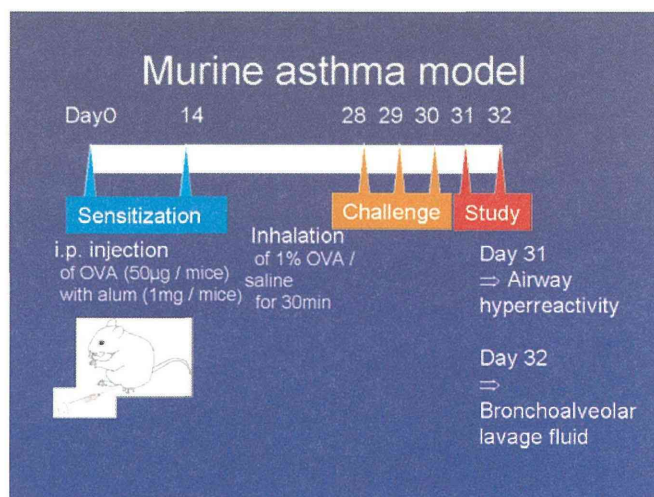 Murine asthma model
Day0 14 28 29 30 31 32
Sensitization Challenge Study
i.p. injection
of OVA (50µg / mice)
with alum (1mg / mice)
Inhalation
of 1% OVA /
saline
for 30min
Day 31
⇒ Airway
hyperreactivity
Day 32
⇒
Bronchoalveolar
lavage fluid